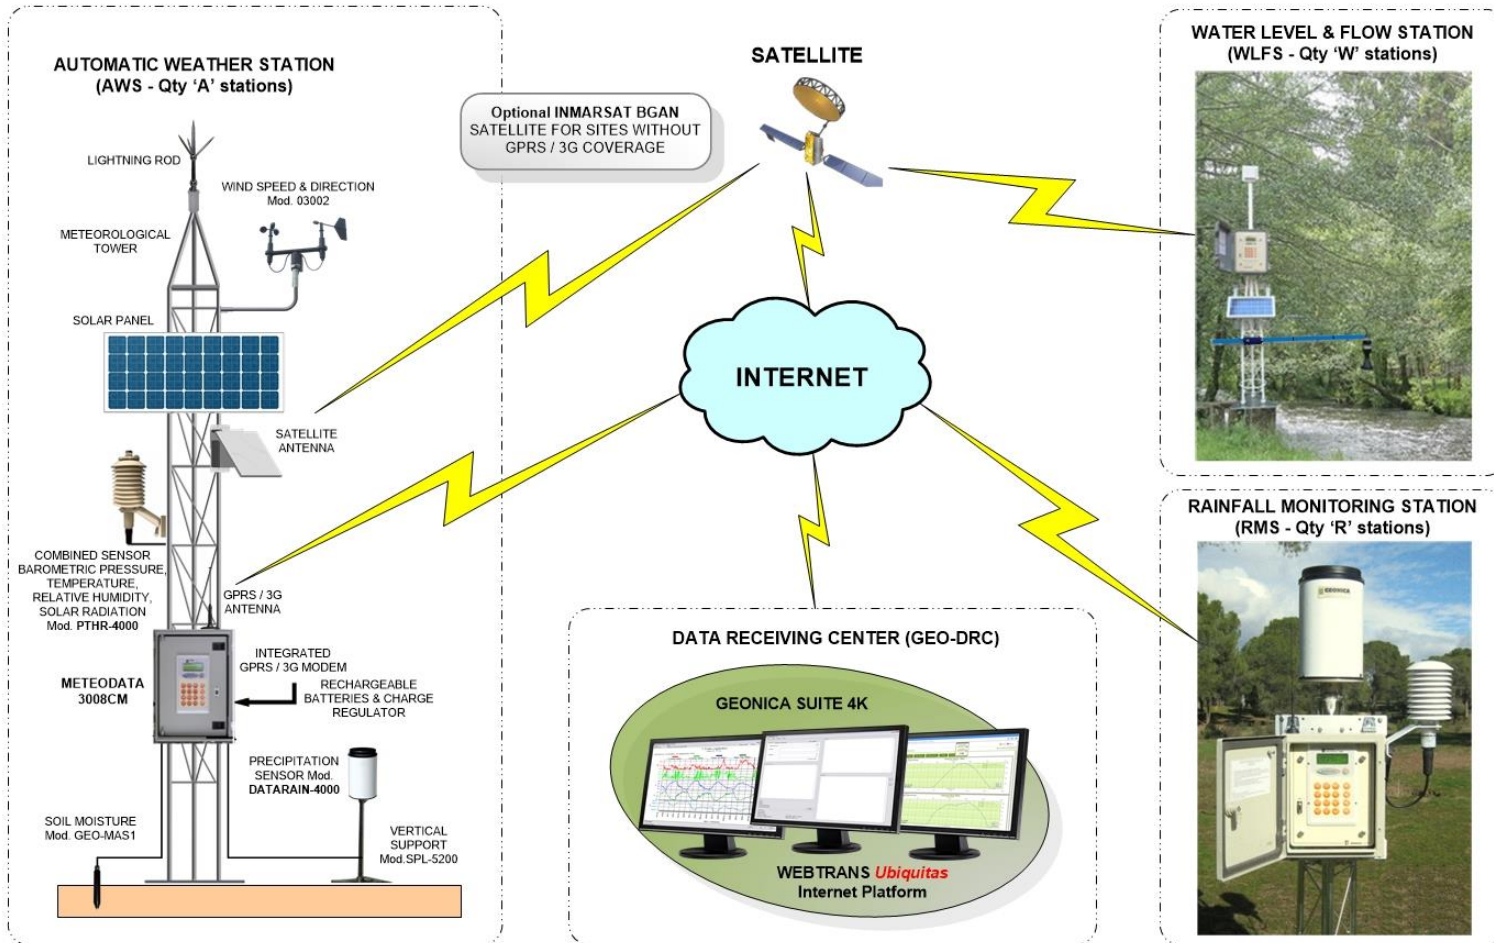 AUTOMATIC WEATHER STATION
(AWS - Qty ‘A’ stations)
LIGHTNING ROD
WIND SPEED & DIRECTION
Mod. 03002
METEOROLOGICAL
TOWER
SOLAR PANEL
SATELLITE
ANTENNA
COMBINED SENSOR
BAROMETRIC PRESSURE,
TEMPERATURE,
RELATIVE HUMIDITY,
SOLAR RADIATION
Mod. PTHR-4000
GPRS / 3G
ANTENNA
INTEGRATED
GPRS / 3G MODEM
METEODATA
3008CM
RECHARGEABLE
BATTERIES & CHARGE
REGULATOR
PRECIPITATION
SENSOR Mod.
DATARAIN-4000
SOIL MOISTURE
Mod. GEO-MAS1
VERTICAL
SUPPORT
Mod.SPL-5200
SATELLITE
Optional INMARSAT BGAN
SATELLITE FOR SITES WITHOUT
GPRS / 3G COVERAGE
INTERNET
DATA RECEIVING CENTER (GEO-DRC)
GEONICA SUITE 4K
WEBTRANS Ubiquitas
Internet Platform
WATER LEVEL & FLOW STATION
(WLFS - Qty ‘W’ stations)
RAINFALL MONITORING STATION
(RMS - Qty ‘R’ stations)
GEONICA